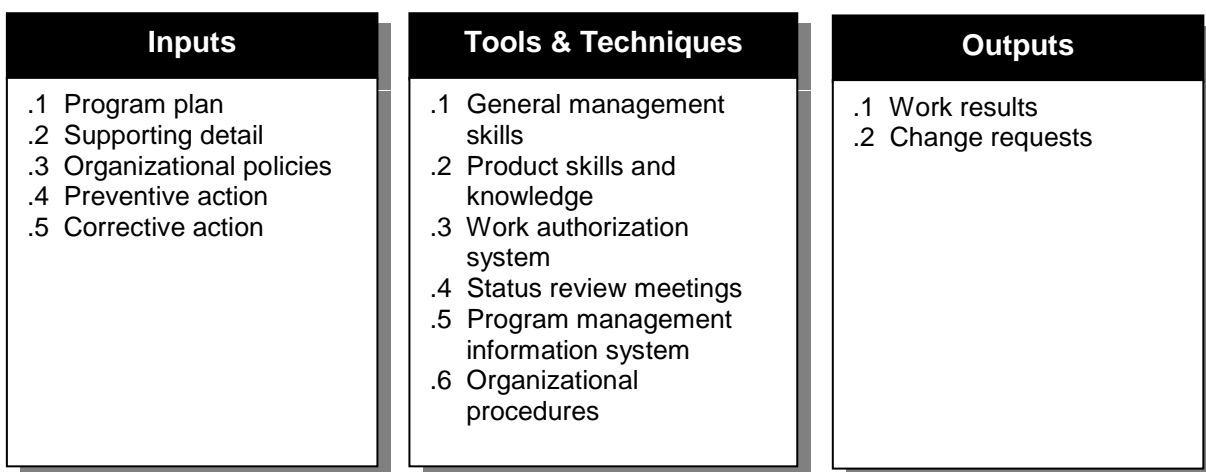 Inputs
.1 Program plan
.2 Supporting detail
.3 Organizational policies
.4 Preventive action
.5 Corrective action
Tools & Techniques
.1 General management
skills
.2 Product skills and
knowledge
.3 Work authorization
system
.4 Status review meetings
.5 Program management
information system
.6 Organizational
procedures
Outputs
.1 Work results
.2 Change requests